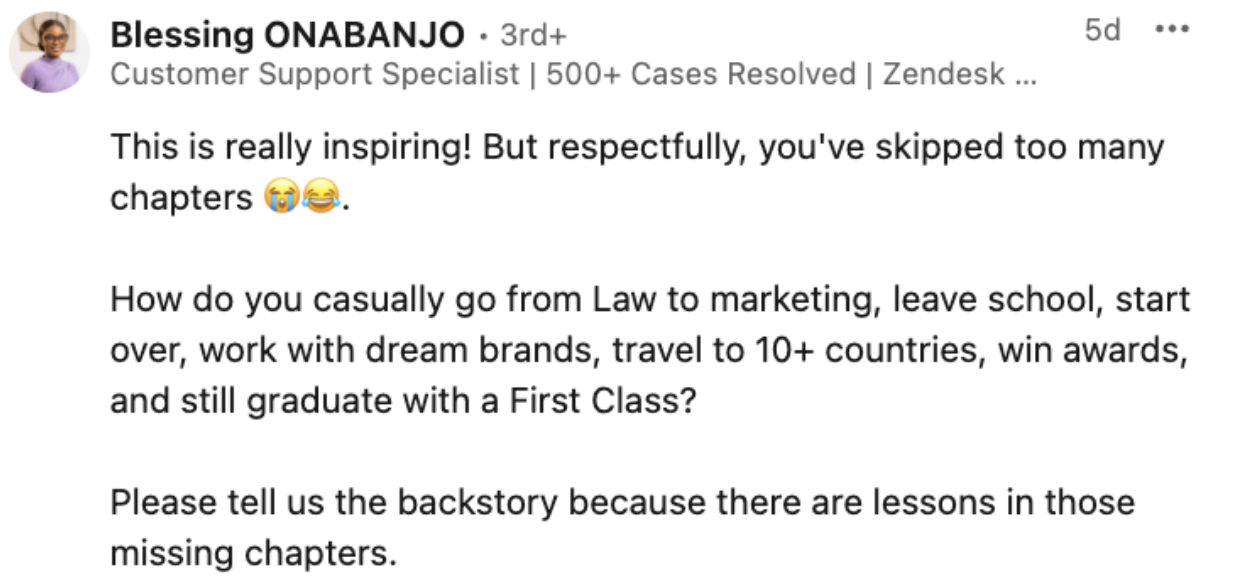 Blessing ONABANJO · 3rd+ 5d ···
Customer Support Specialist | 500+ Cases Resolved | Zendesk ...
This is really inspiring! But respectfully, you've skipped too many
chapters 😭😂.
How do you casually go from Law to marketing, leave school, start
over, work with dream brands, travel to 10+ countries, win awards,
and still graduate with a First Class?
Please tell us the backstory because there are lessons in those
missing chapters.